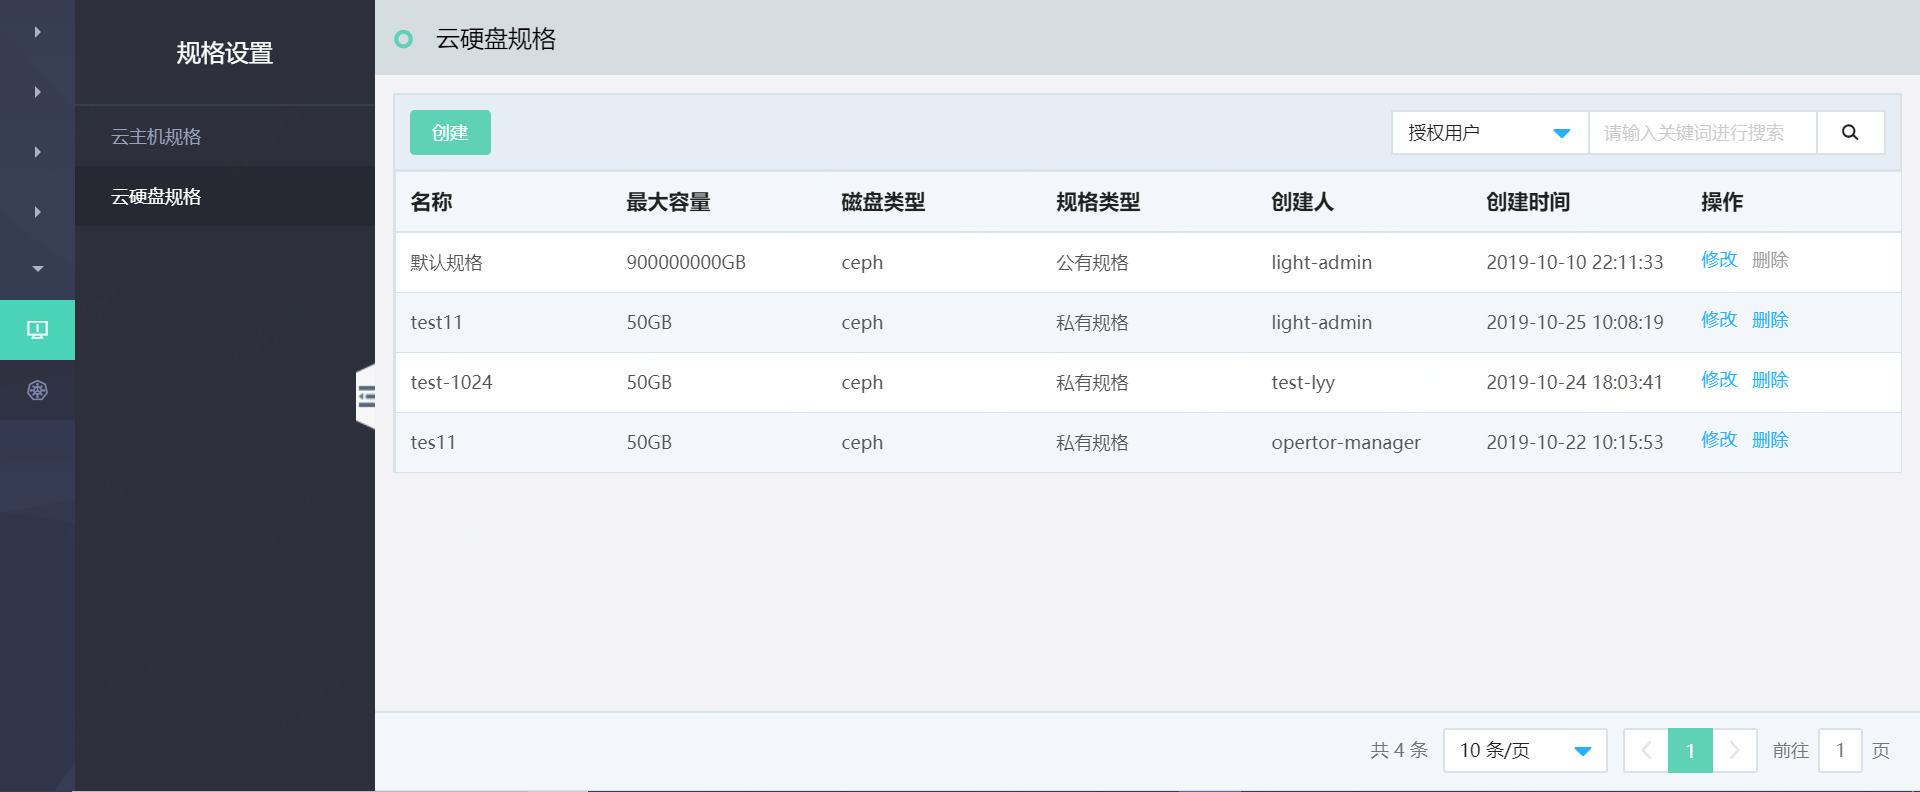 规格设置
云主机规格
云硬盘规格
云硬盘规格
创建
授权用户 请输入关键词进行搜索
名称 最大容量 磁盘类型 规格类型 创建人 创建时间 操作
默认规格 900000000GB ceph 公有规格 light-admin 2019-10-10 22:11:33 修改 删除
test11 50GB ceph 私有规格 light-admin 2019-10-25 10:08:19 修改 删除
test-1024 50GB ceph 私有规格 test-lyy 2019-10-24 18:03:41 修改 删除
tes11 50GB ceph 私有规格 opertor-manager 2019-10-22 10:15:53 修改 删除
共 4 条 10 条/页 1 前往 1 页